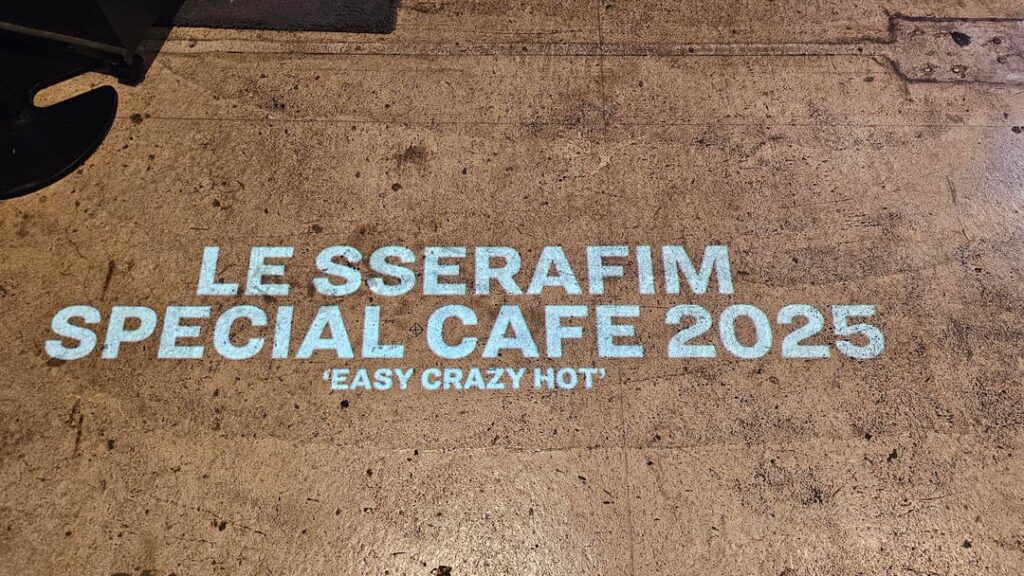 LE SSERAFIM
SPECIAL CAFE 2025
‘EASY CRAZY HOT’